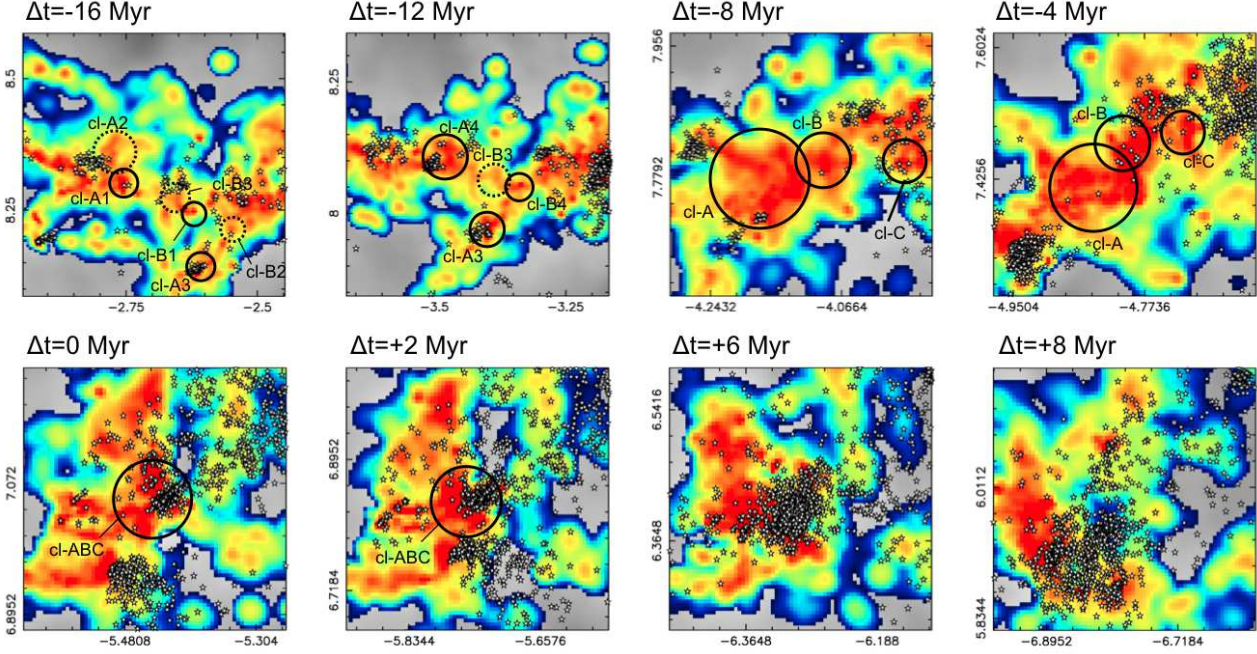 Δt=-16 Myr
Δt=-12 Myr
Δt=-8 Myr
Δt=-4 Myr
8.5
8.25
cl-A2
cl-A1
cl-B3
cl-B1
cl-B2
cl-A3
−2.75
−2.5
8.25
8
cl-A4
cl-B3
cl-B4
cl-A3
−3.5
−3.25
7.956
7.7792
cl-B
cl-A
cl-C
−4.2432
−4.0664
7.6024
7.4256
cl-B
cl-C
cl-A
−4.9504
−4.7736
Δt=0 Myr
Δt=+2 Myr
Δt=+6 Myr
Δt=+8 Myr
7.072
6.8952
cl-ABC
−5.4808
−5.304
6.8952
6.7184
cl-ABC
−5.8344
−5.6576
6.5416
6.3648
−6.3648
−6.188
6.0112
5.8344
−6.8952
−6.7184